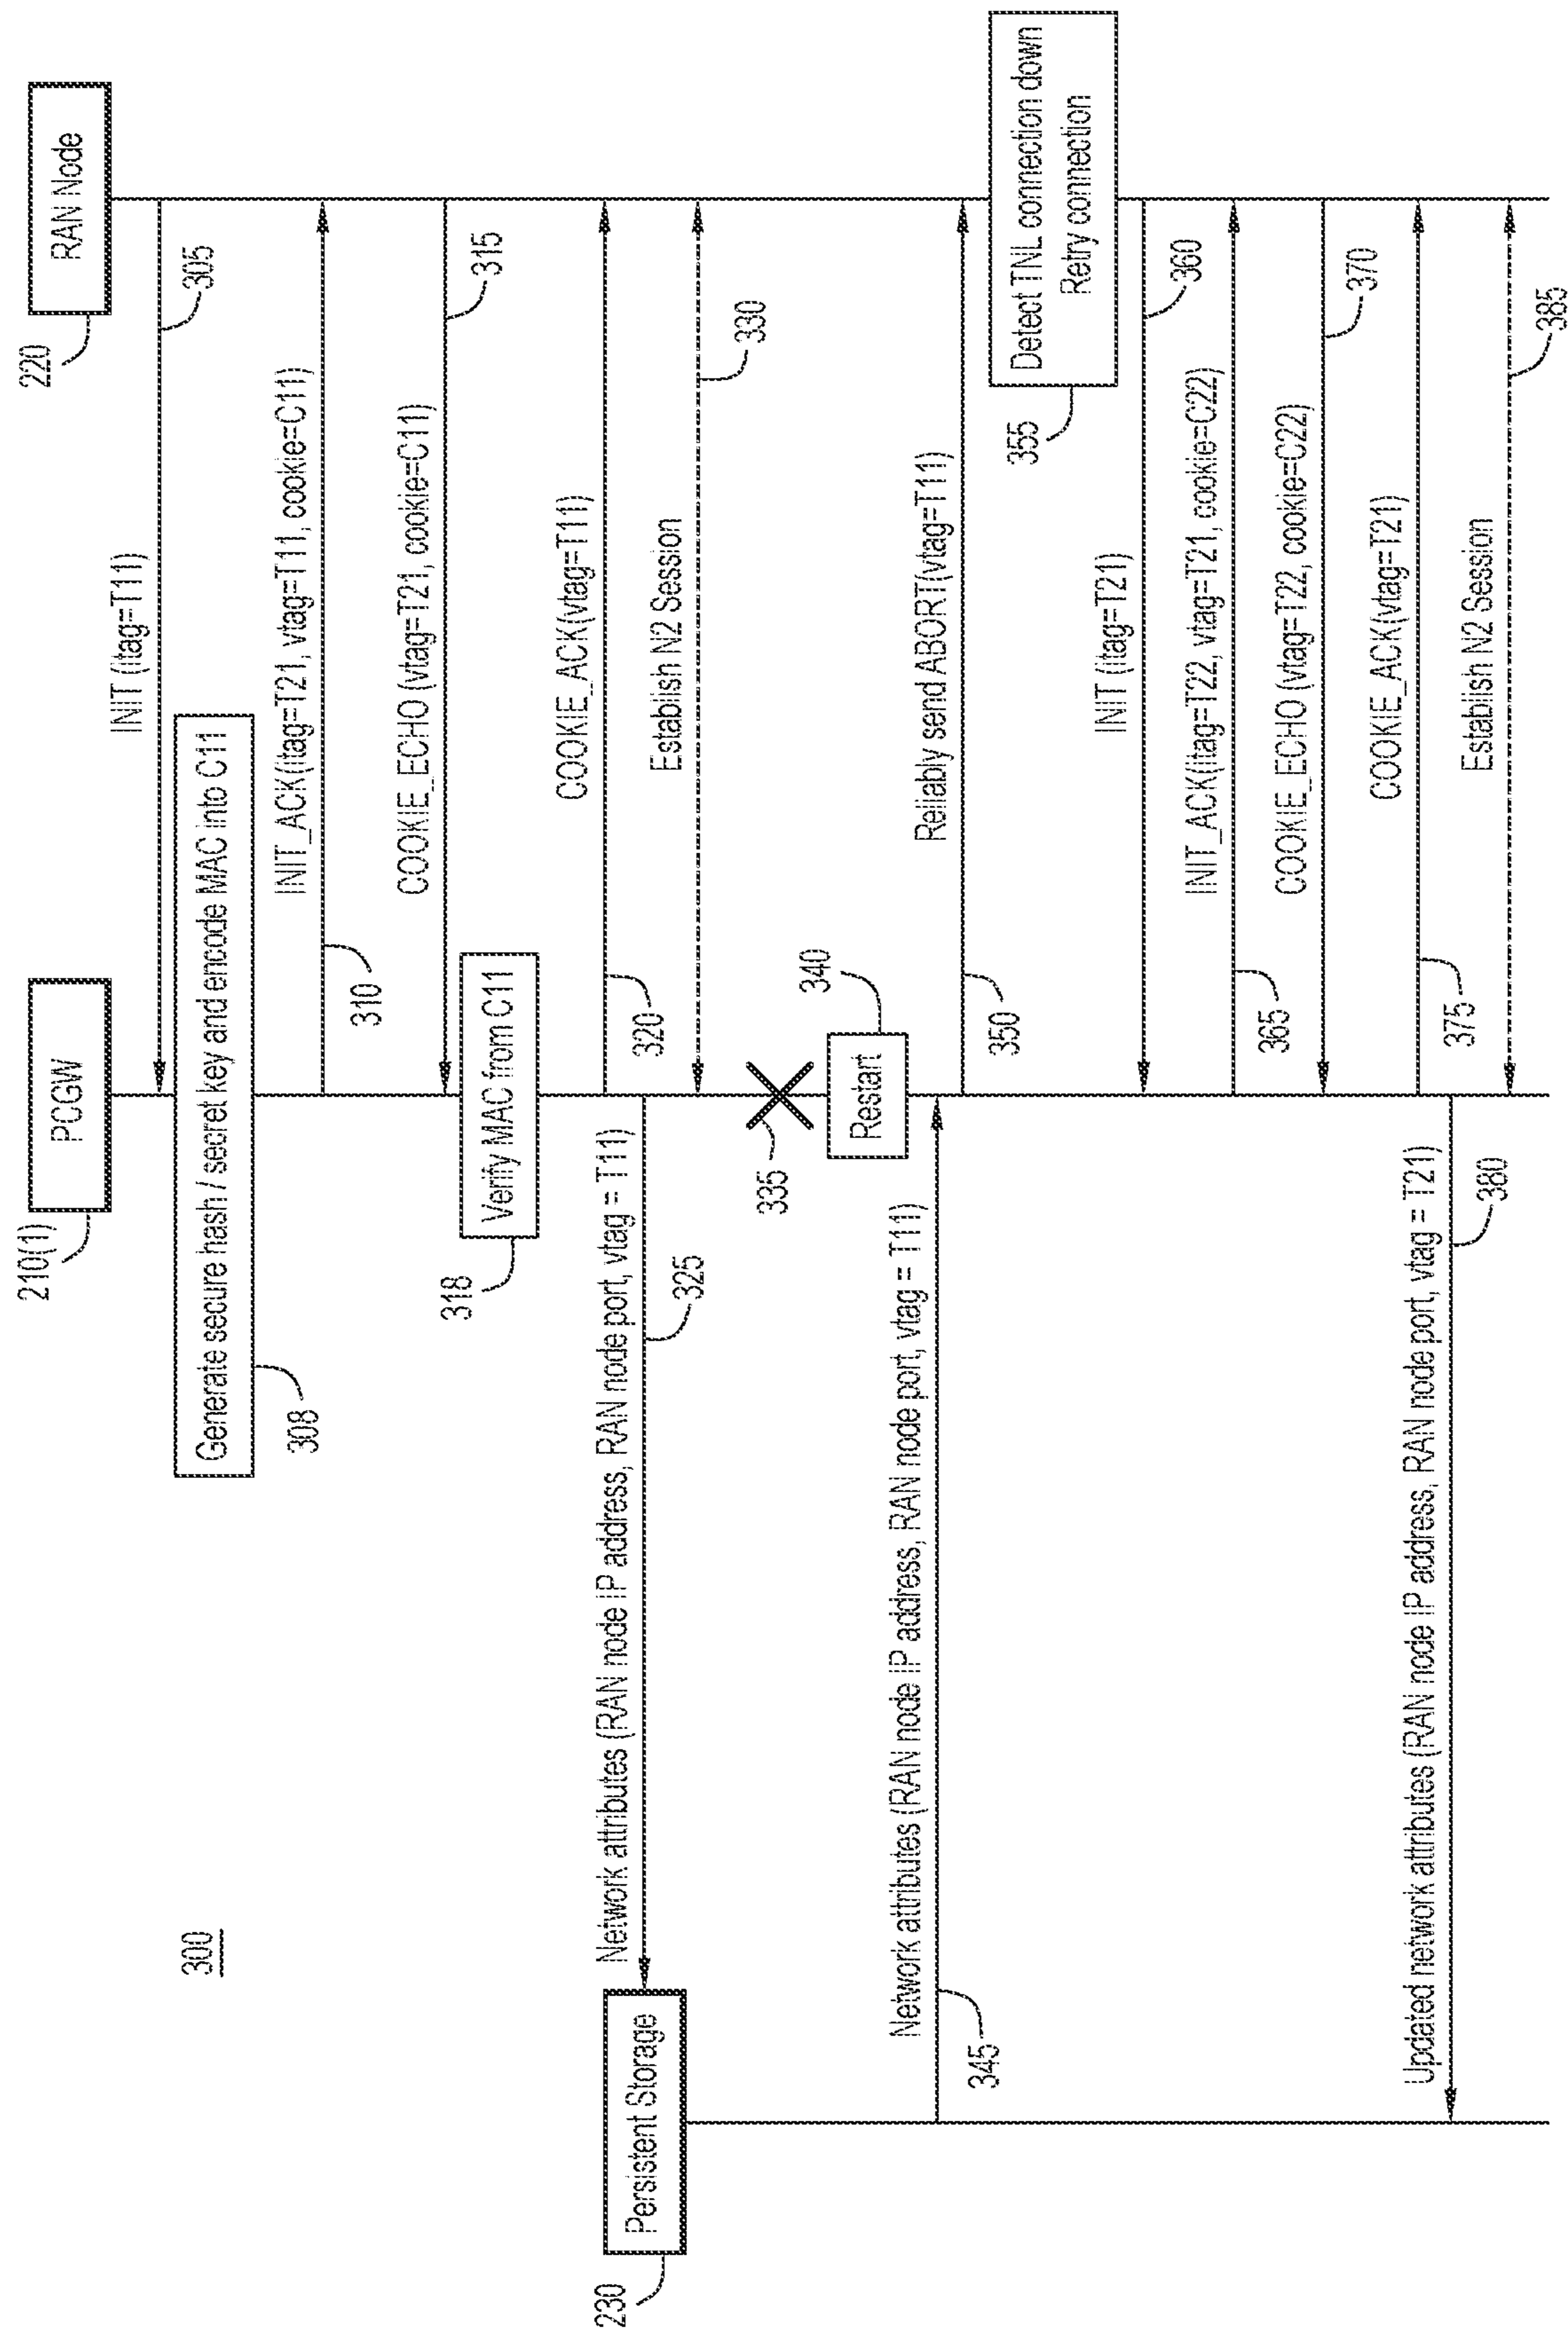 300
210(1)
PCGW
220
RAN Node
INIT (itag=T11)
305
Generate secure hash / secret key and encode MAC into C11
308
INIT_ACK(itag=T21, vtag=T11, cookie=C11)
310
COOKIE_ECHO (vtag=T21, cookie=C11)
315
Verify MAC from C11
318
COOKIE_ACK(vtag=T11)
320
230
Persistent Storage
Network attributes (RAN node IP address, RAN node port, vtag = T11)
325
Establish N2 Session
330
335
Restart
340
Network attributes (RAN node IP address, RAN node port, vtag = T11)
345
Reliably send ABORT(vtag=T11)
350
Detect TNL connection down
Retry connection
355
INIT (itag=T21)
360
INIT_ACK(itag=T22, vtag=T21, cookie=C22)
365
COOKIE_ECHO (vtag=T22, cookie=C22)
370
COOKIE_ACK(vtag=T21)
375
Updated network attributes (RAN node IP address, RAN node port, vtag = T21)
380
Establish N2 Session
385